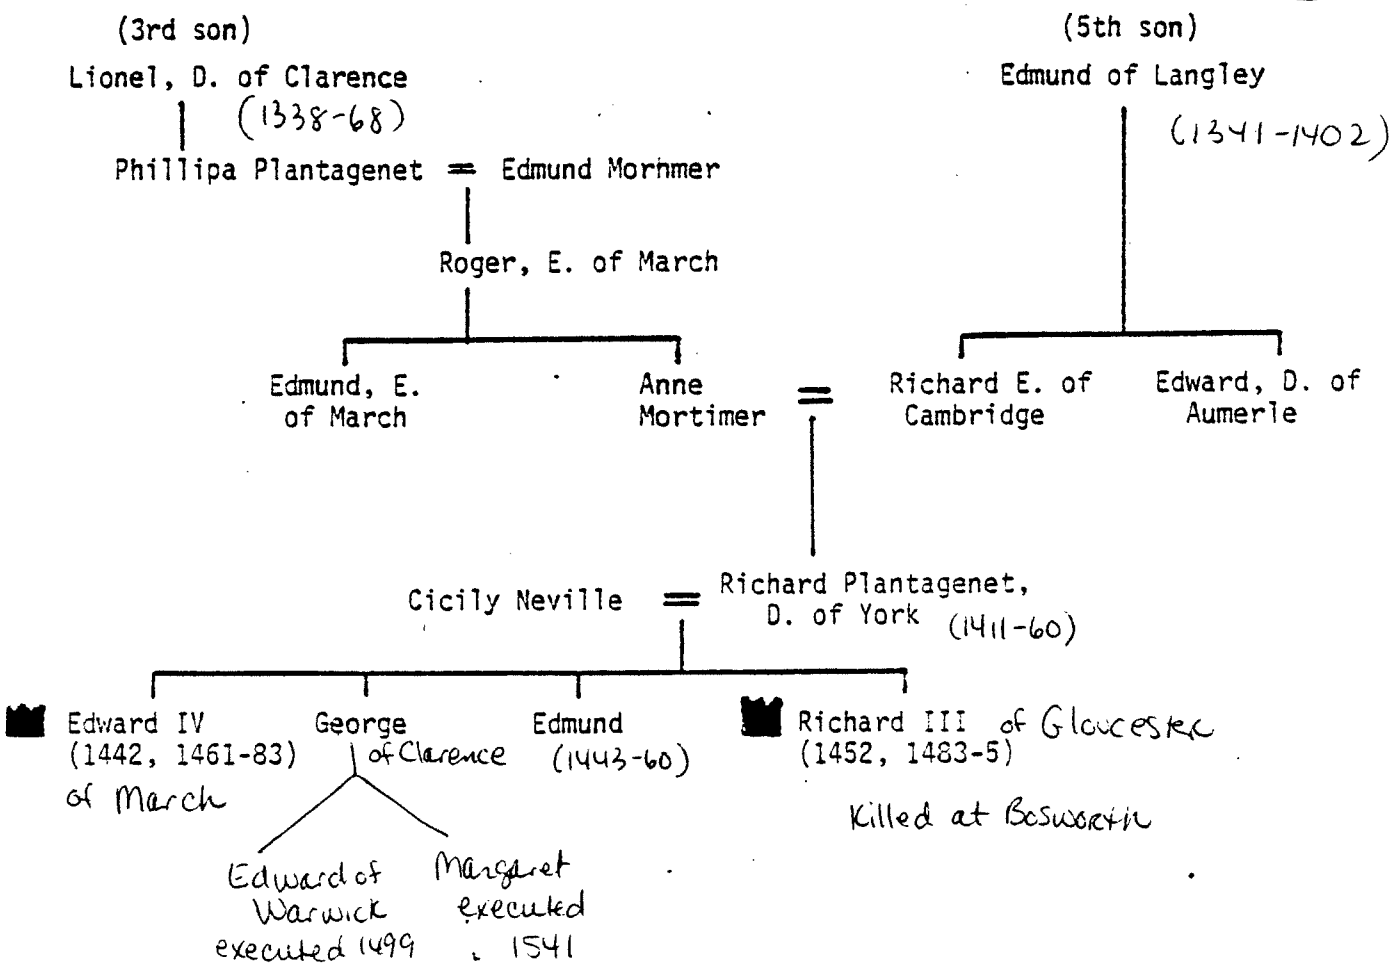 (3rd son)
Lionel, D. of Clarence
(1338-68)
Phillipa Plantagenet = Edmund Mormmer
Roger, E. of March
(5th son)
Edmund of Langley
(1341-1402)
Edmund, E.
of March
Anne
Mortimer
=
Richard E. of
Cambridge
Edward, D. of
Aumerle
Cicily Neville = Richard Plantagenet,
D. of York (1411-60)
Edward IV
(1442, 1461-83)
of March
George
of Clarence
Edmund
(1443-60)
Richard III of Gloucester
(1452, 1483-5)
Killed at Bosworth
Edward of
Warwick
executed 1499
Margaret
executed
1541